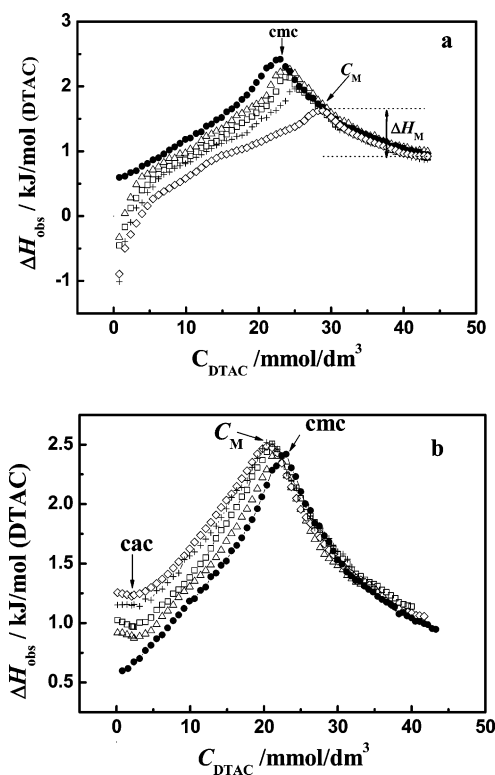 cmc
a
C_M
ΔH_M
3
2
1
0
-1
ΔH_obs / kJ/mol (DTAC)
0 10 20 30 40 50
C_DTAC /mmol/dm³
C_M
cmc
b
cac
2.5
2.0
1.5
1.0
0.5
ΔH_obs / kJ/mol (DTAC)
0 10 20 30 40 50
C_DTAC /mmol/dm³